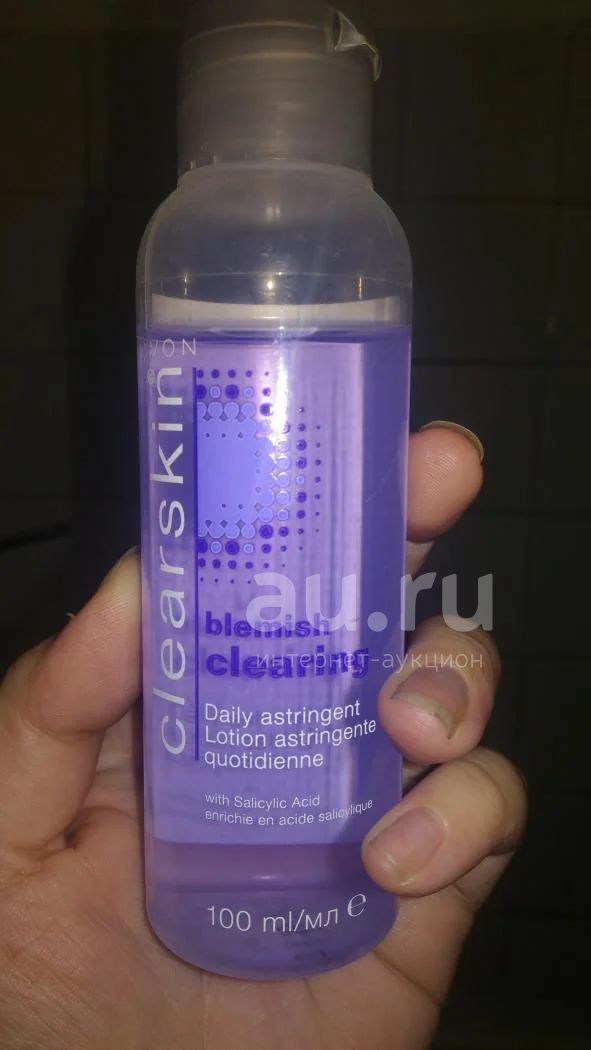 AVON
clearskin®
blemish
clearing
Daily astringent
Lotion astringente
quotidienne
with Salicylic Acid
enrichie en acide salicylique
100 ml/мл e
au.ru
интернет-аукцион